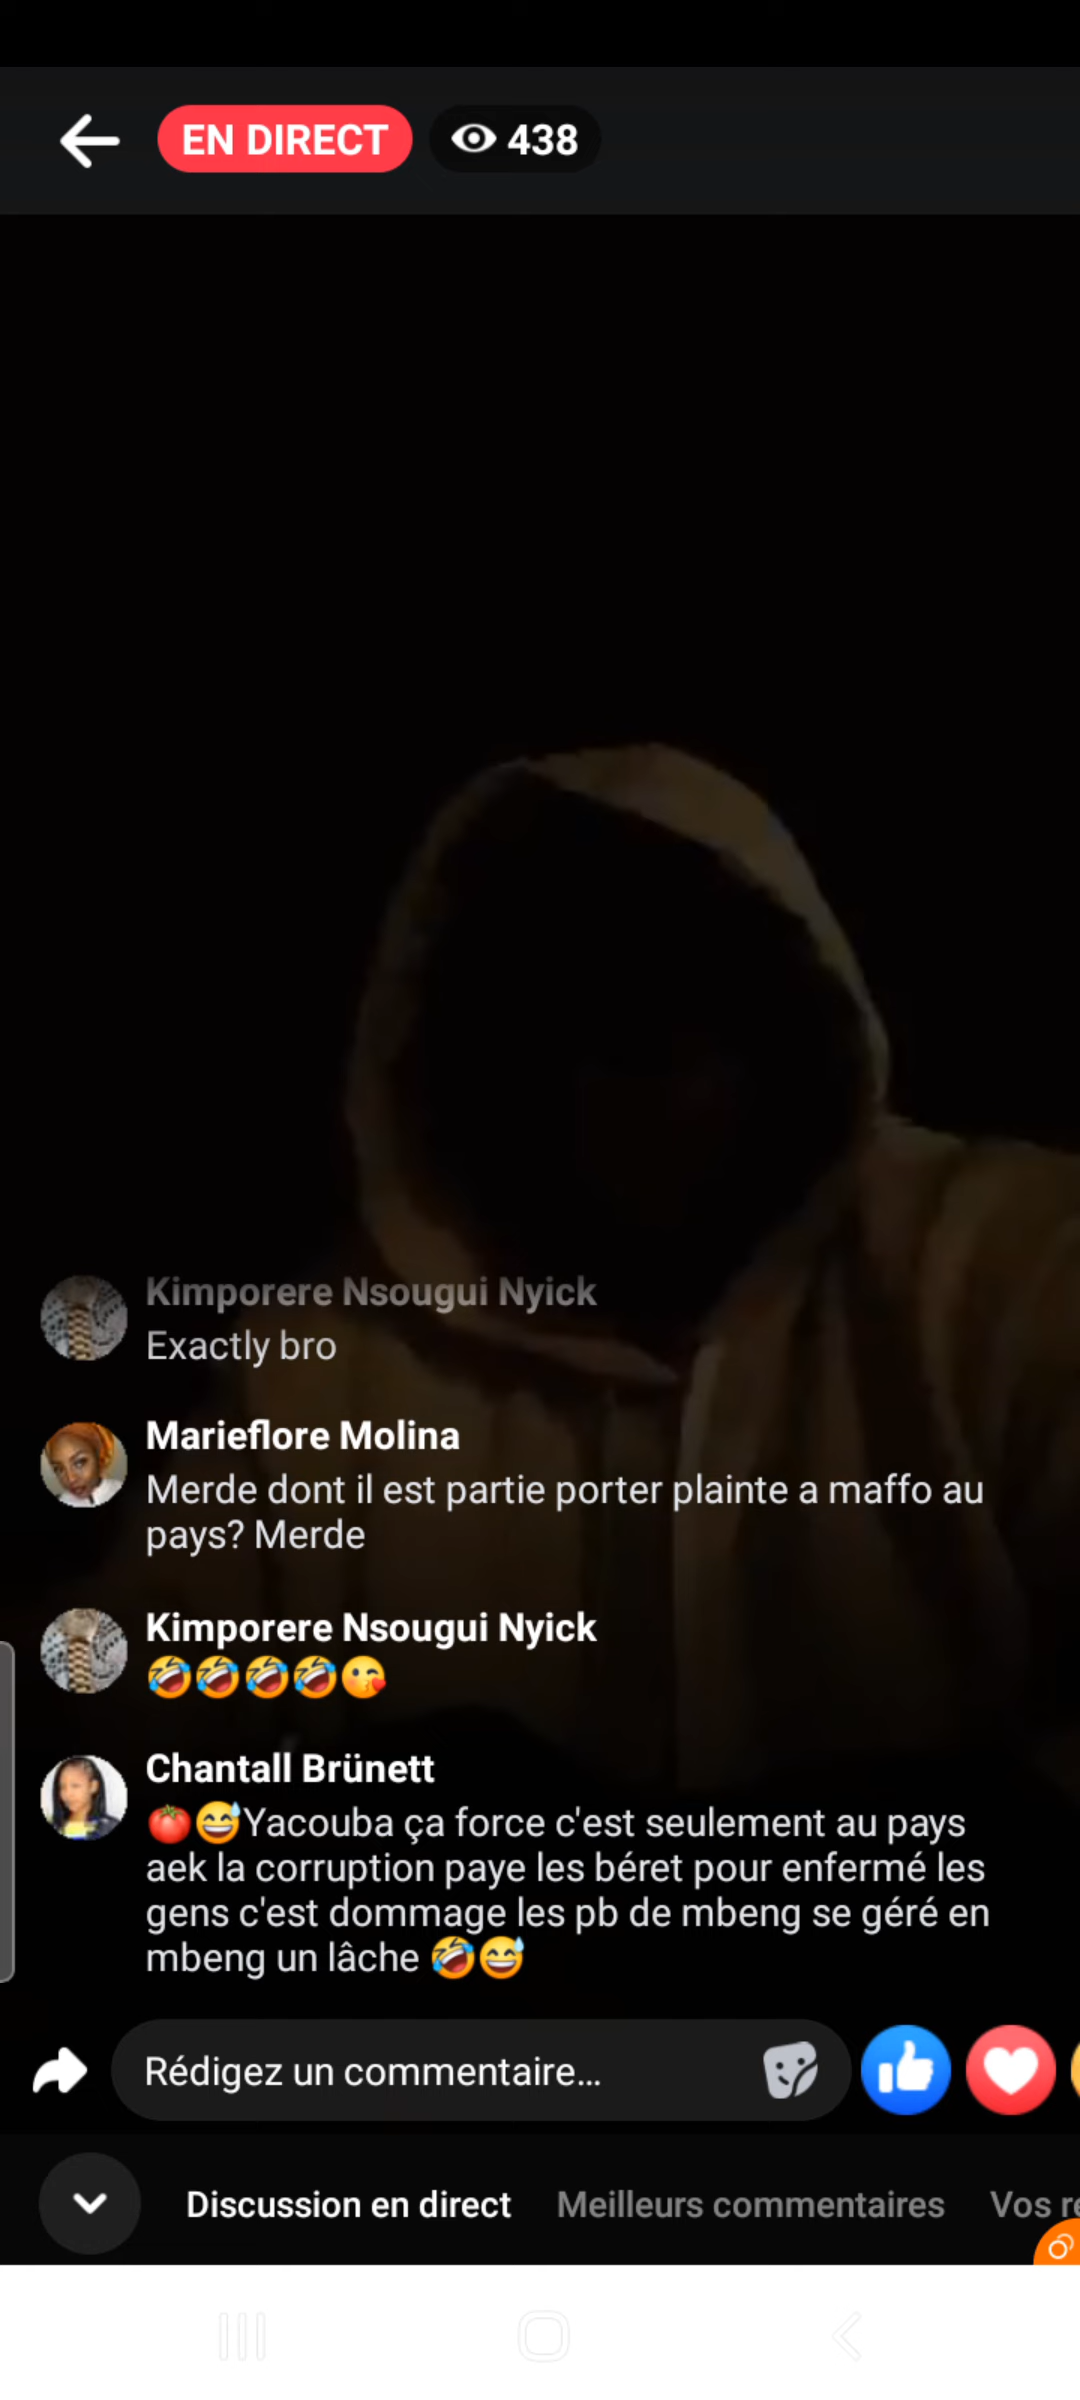 EN DIRECT 438
Kimporere Nsougui Nyick
Exactly bro
Marieflore Molina
Merde dont il est partie porter plainte a maffo au
pays? Merde
Kimporere Nsougui Nyick
🤣🤣🤣🤣😘
Chantall Brünett
🍅😅Yacouba ça force c'est seulement au pays
aek la corruption paye les béret pour enfermé les
gens c'est dommage les pb de mbeng se géré en
mbeng un lâche 🤣😅
Rédigez un commentaire...
Discussion en direct Meilleurs commentaires Vos